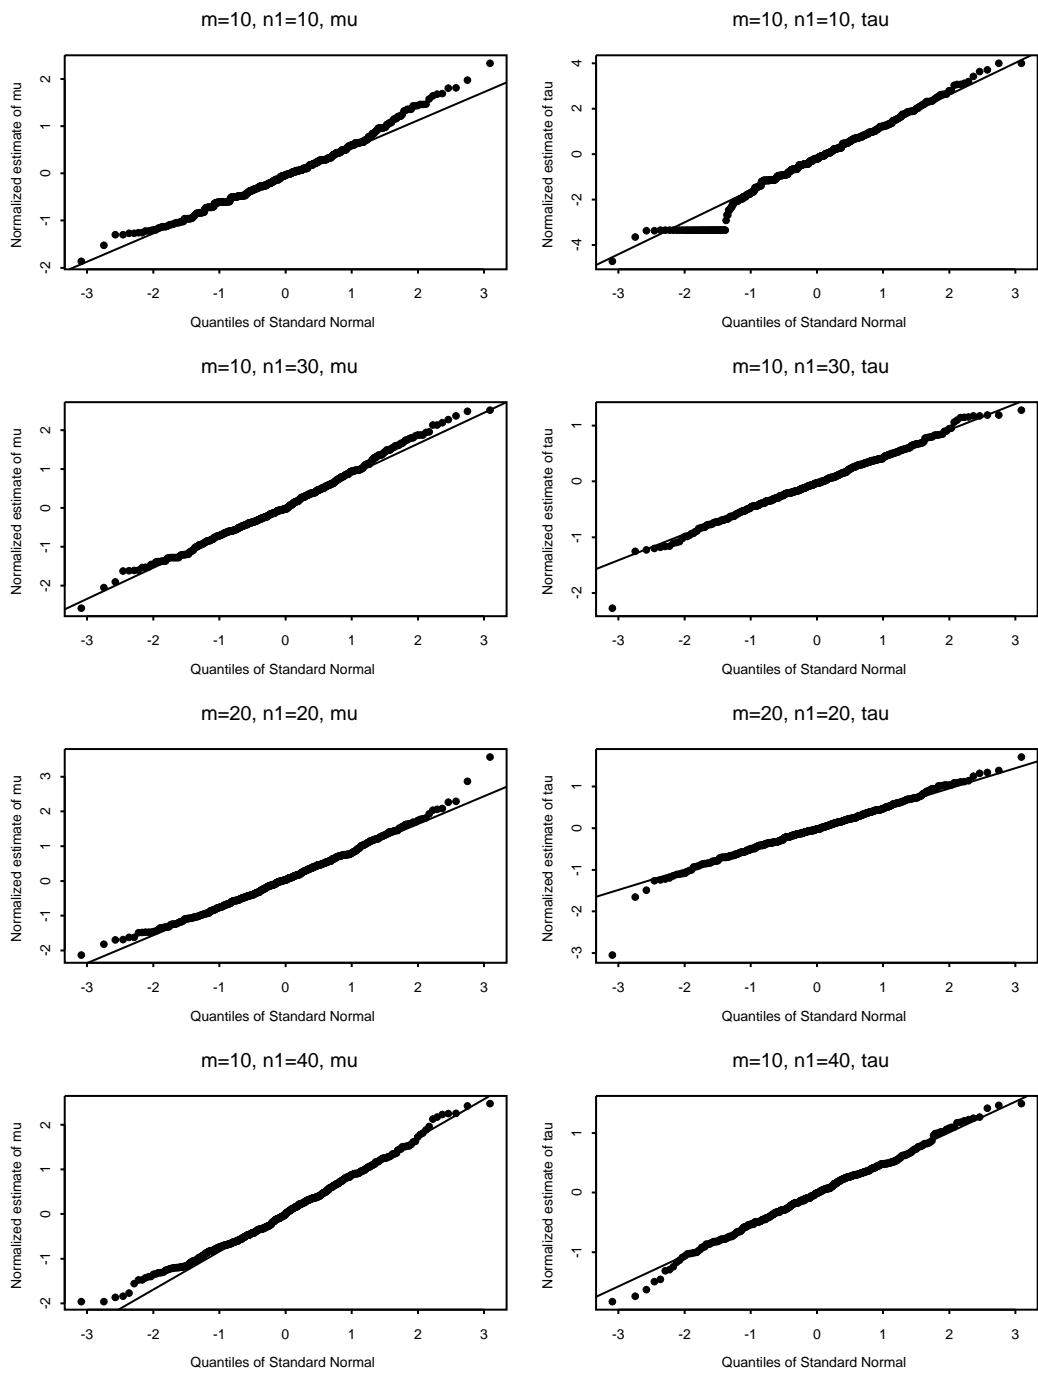 m=10, n1=10, mu
Normalized estimate of mu
2
1
0
-1
-2
-3 -2 -1 0 1 2 3
Quantiles of Standard Normal
m=10, n1=10, tau
Normalized estimate of tau
4
2
0
-2
-4
-3 -2 -1 0 1 2 3
Quantiles of Standard Normal
m=10, n1=30, mu
Normalized estimate of mu
2
1
0
-1
-2
-3 -2 -1 0 1 2 3
Quantiles of Standard Normal
m=10, n1=30, tau
Normalized estimate of tau
1
0
-1
-2
-3 -2 -1 0 1 2 3
Quantiles of Standard Normal
m=20, n1=20, mu
Normalized estimate of mu
3
2
1
0
-1
-2
-3 -2 -1 0 1 2 3
Quantiles of Standard Normal
m=20, n1=20, tau
Normalized estimate of tau
1
0
-1
-2
-3
-3 -2 -1 0 1 2 3
Quantiles of Standard Normal
m=10, n1=40, mu
Normalized estimate of mu
2
1
0
-1
-2
-3 -2 -1 0 1 2 3
Quantiles of Standard Normal
m=10, n1=40, tau
Normalized estimate of tau
1
0
-1
-3 -2 -1 0 1 2 3
Quantiles of Standard Normal